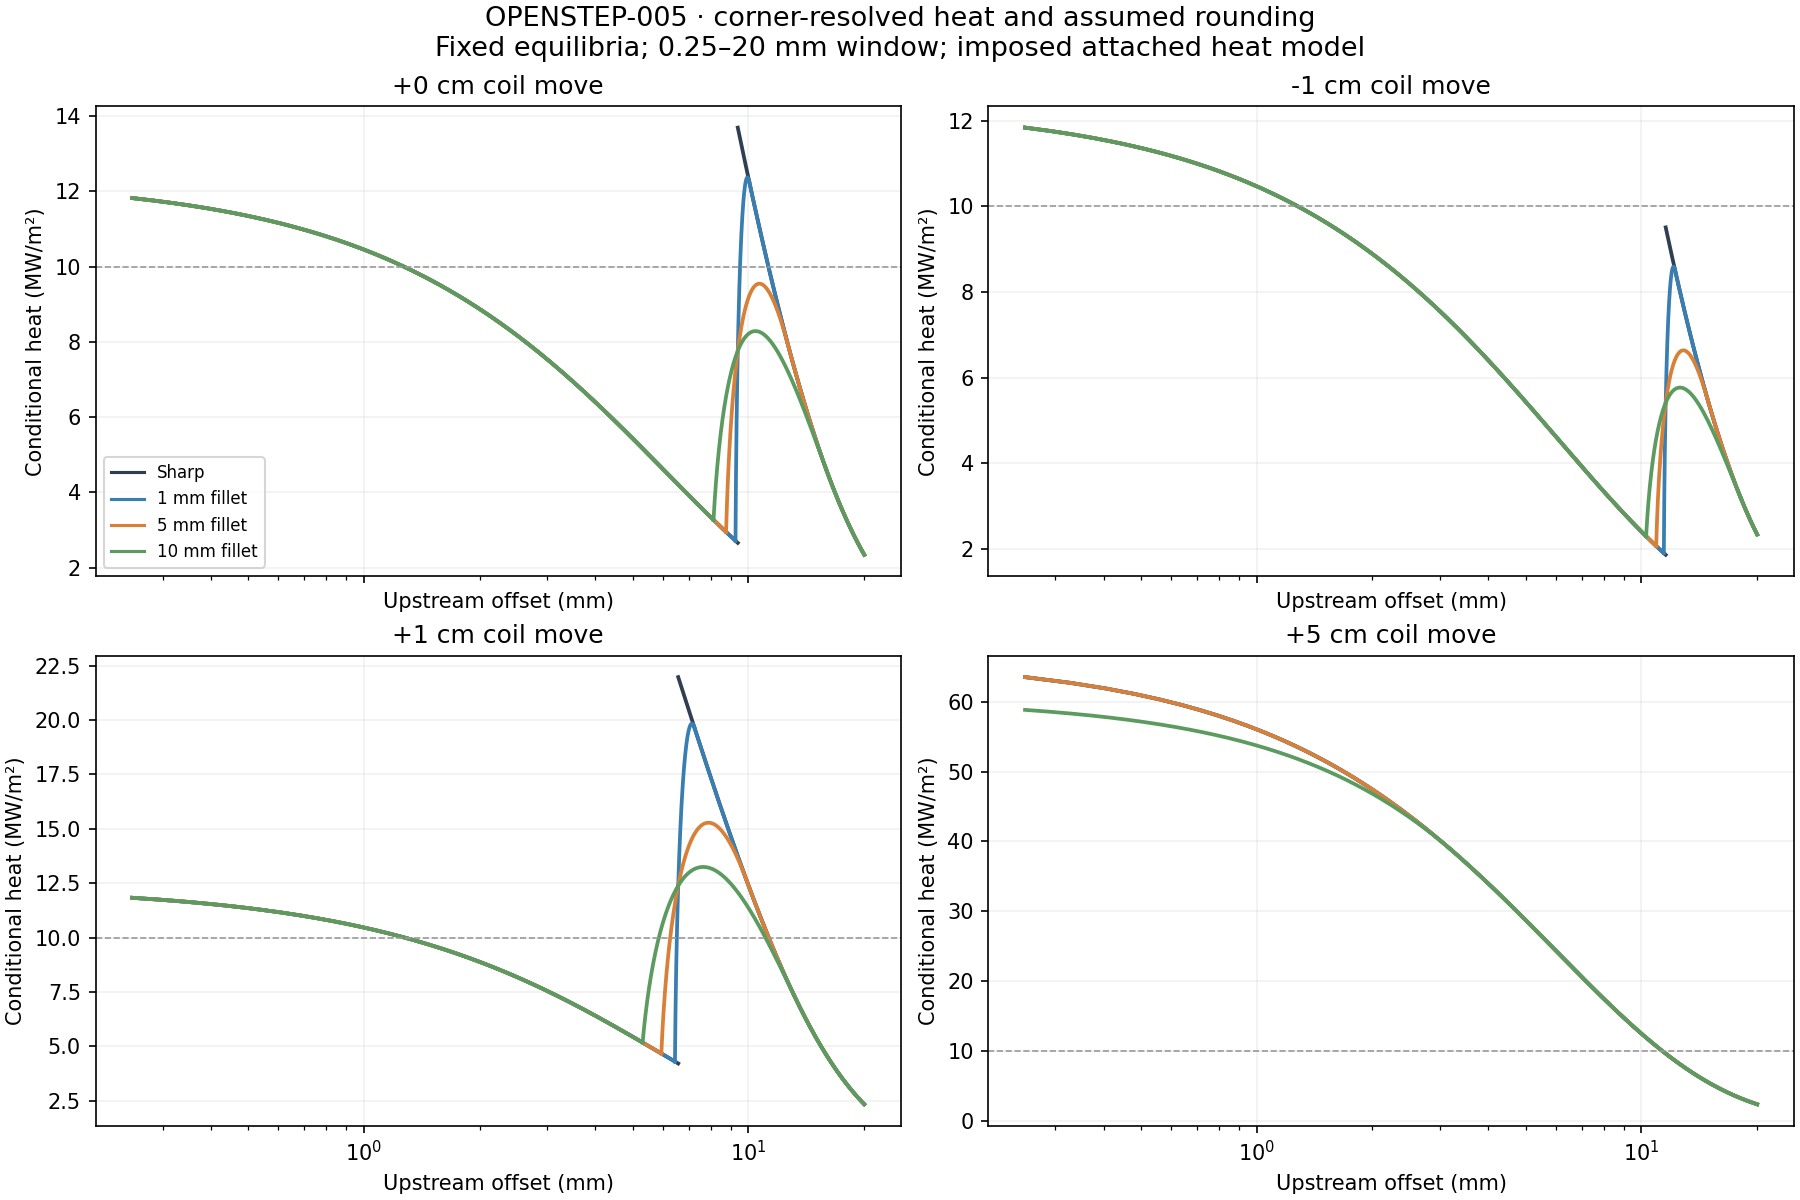 OPENSTEP-005 · corner-resolved heat and assumed rounding
Fixed equilibria; 0.25–20 mm window; imposed attached heat model
+0 cm coil move
Conditional heat (MW/m²)
14
12
10
8
6
4
2
Sharp
1 mm fillet
5 mm fillet
10 mm fillet
Upstream offset (mm)
-1 cm coil move
Conditional heat (MW/m²)
12
10
8
6
4
2
Upstream offset (mm)
+1 cm coil move
Conditional heat (MW/m²)
22.5
20.0
17.5
15.0
12.5
10.0
7.5
5.0
2.5
10⁰ 10¹
Upstream offset (mm)
+5 cm coil move
Conditional heat (MW/m²)
60
50
40
30
20
10
0
10⁰ 10¹
Upstream offset (mm)